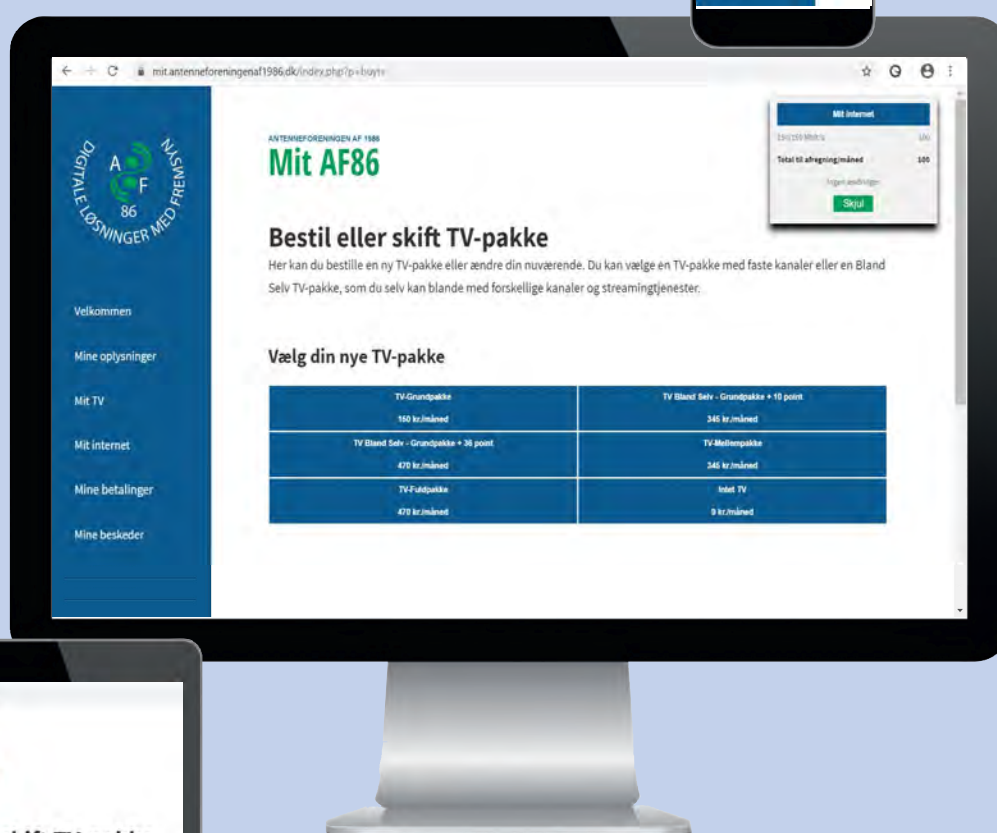 mit.antenneforeningenaf1986.dk/index.php?p=buytv
DIGITALE LØSNINGER MED FREMSYN
A
F
86
Velkommen
Mine oplysninger
Mit TV
Mit internet
Mine betalinger
Mine beskeder
ANTENNEFORENINGEN AF 1986
Mit AF86
Mit internet
100
Total til afregning/måned 100
Ingen ændringer
Skjul
Bestil eller skift TV-pakke
Her kan du bestille en ny TV-pakke eller ændre din nuværende. Du kan vælge en TV-pakke med faste kanaler eller en Bland
Selv TV-pakke, som du selv kan blande med forskellige kanaler og streamingtjenester.
Vælg din nye TV-pakke
TV-Grundpakke
160 kr./måned
TV Bland Selv - Grundpakke + 10 point
345 kr./måned
TV Bland Selv - Grundpakke + 36 point
470 kr./måned
TV-Mellempakke
345 kr./måned
TV-Fuldpakke
470 kr./måned
Intet TV
0 kr./måned